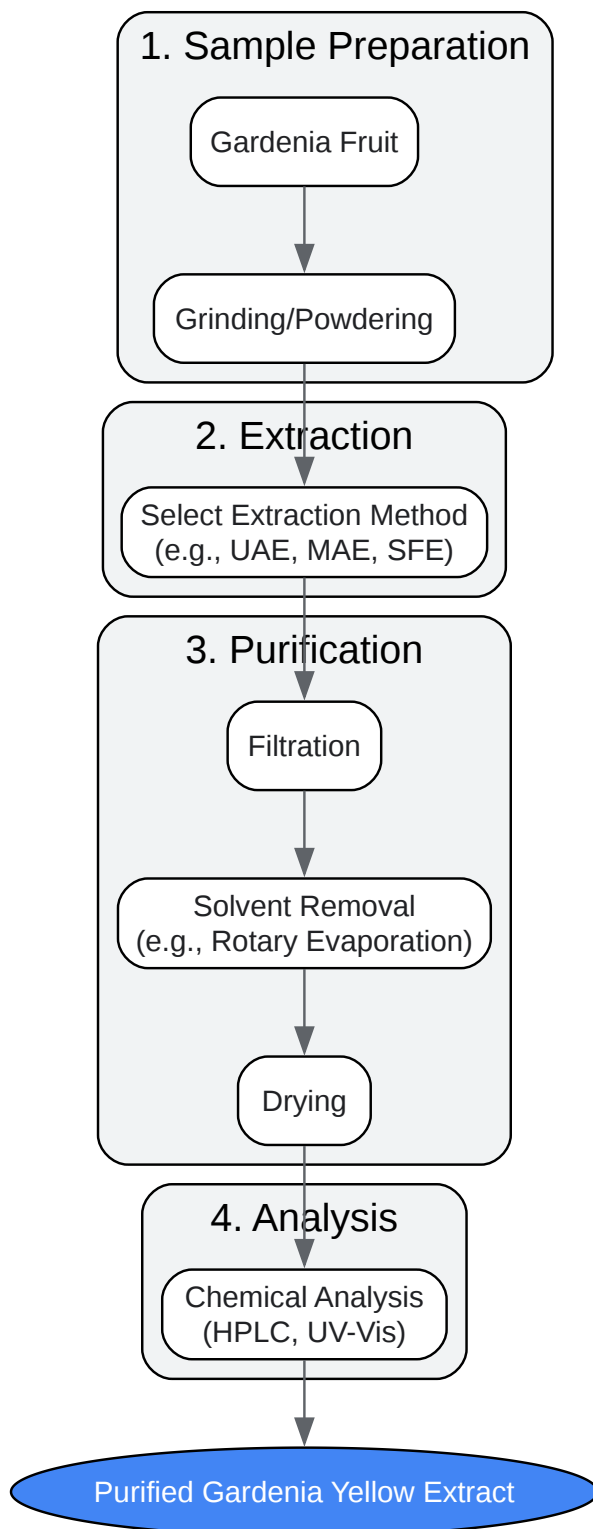 1. Sample Preparation
Gardenia Fruit
Grinding/Powdering
2. Extraction
Select Extraction Method
(e.g., UAE, MAE, SFE)
3. Purification
Filtration
Solvent Removal
(e.g., Rotary Evaporation)
Drying
4. Analysis
Chemical Analysis
(HPLC, UV-Vis)
Purified Gardenia Yellow Extract